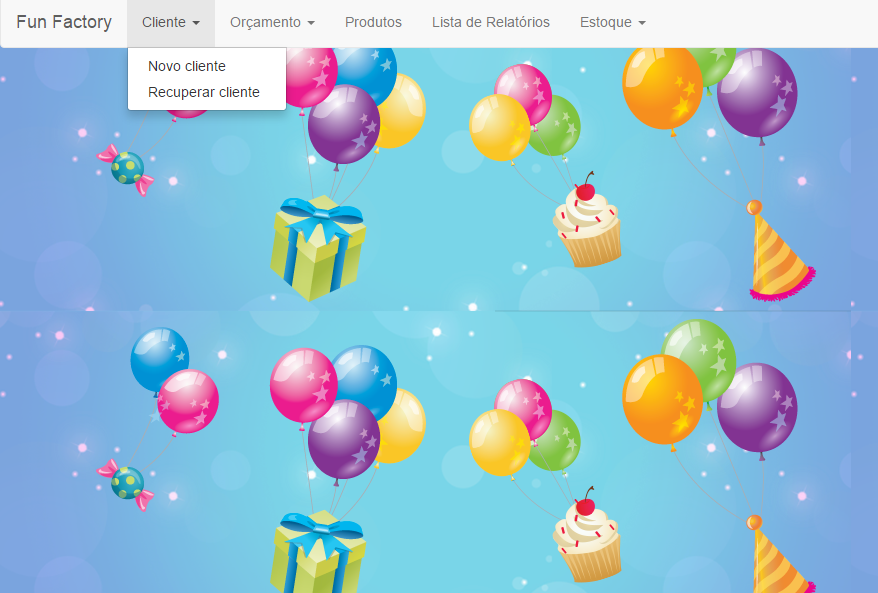 Fun Factory Cliente Orçamento Produtos Lista de Relatórios Estoque
Novo cliente
Recuperar cliente